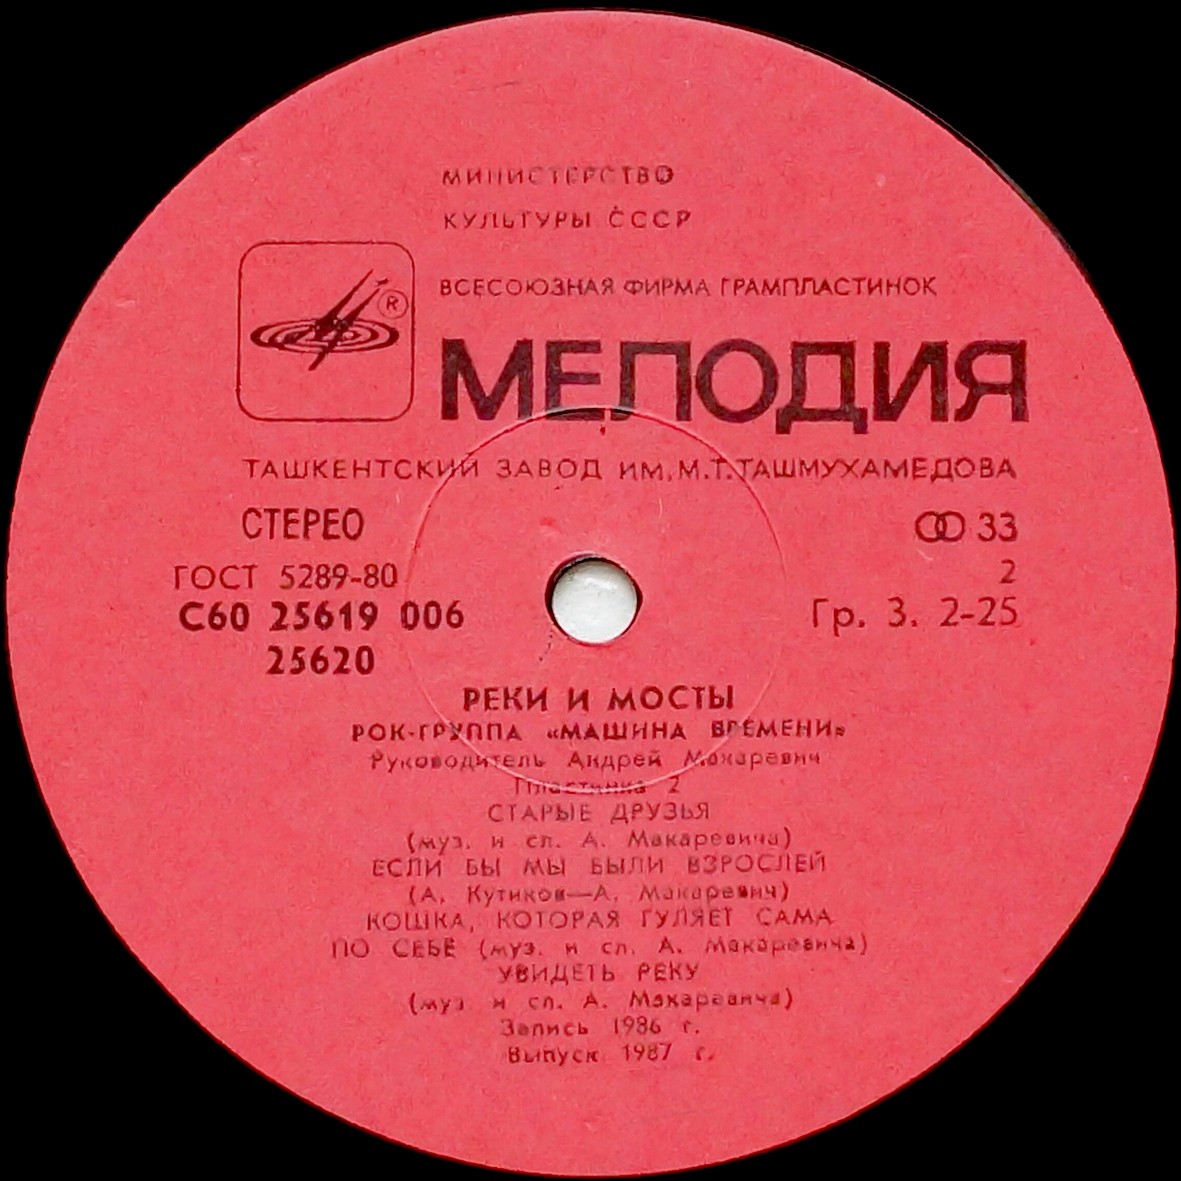 МИНИСТЕРСТВО
КУЛЬТУРЫ СССР
ВСЕСОЮЗНАЯ ФИРМА ГРАМПЛАСТИНОК
®
МЕЛОДИЯ
ТАШКЕНТСКИЙ ЗАВОД ИМ. М.Т.ТАШМУХАМЕДОВА
СТЕРЕО
33
ГОСТ 5289-80
2
С60 25619 006
Гр. 3. 2-25
25620
РЕКИ И МОСТЫ
РОК-ГРУППА «МАШИНА ВРЕМЕНИ»
Руководитель Андрей Макаревич
Пластинка 2
СТАРЫЕ ДРУЗЬЯ
(муз. и сл. А. Макаревича)
ЕСЛИ БЫ МЫ БЫЛИ ВЗРОСЛЕЙ
(А. Кутиков—А. Макаревич)
КОШКА, КОТОРАЯ ГУЛЯЕТ САМА
ПО СЕБЕ (муз. и сл. А. Макаревича)
УВИДЕТЬ РЕКУ
(муз и сл. А. Макаревича)
Запись 1986 г.
Выпуск 1987 г.